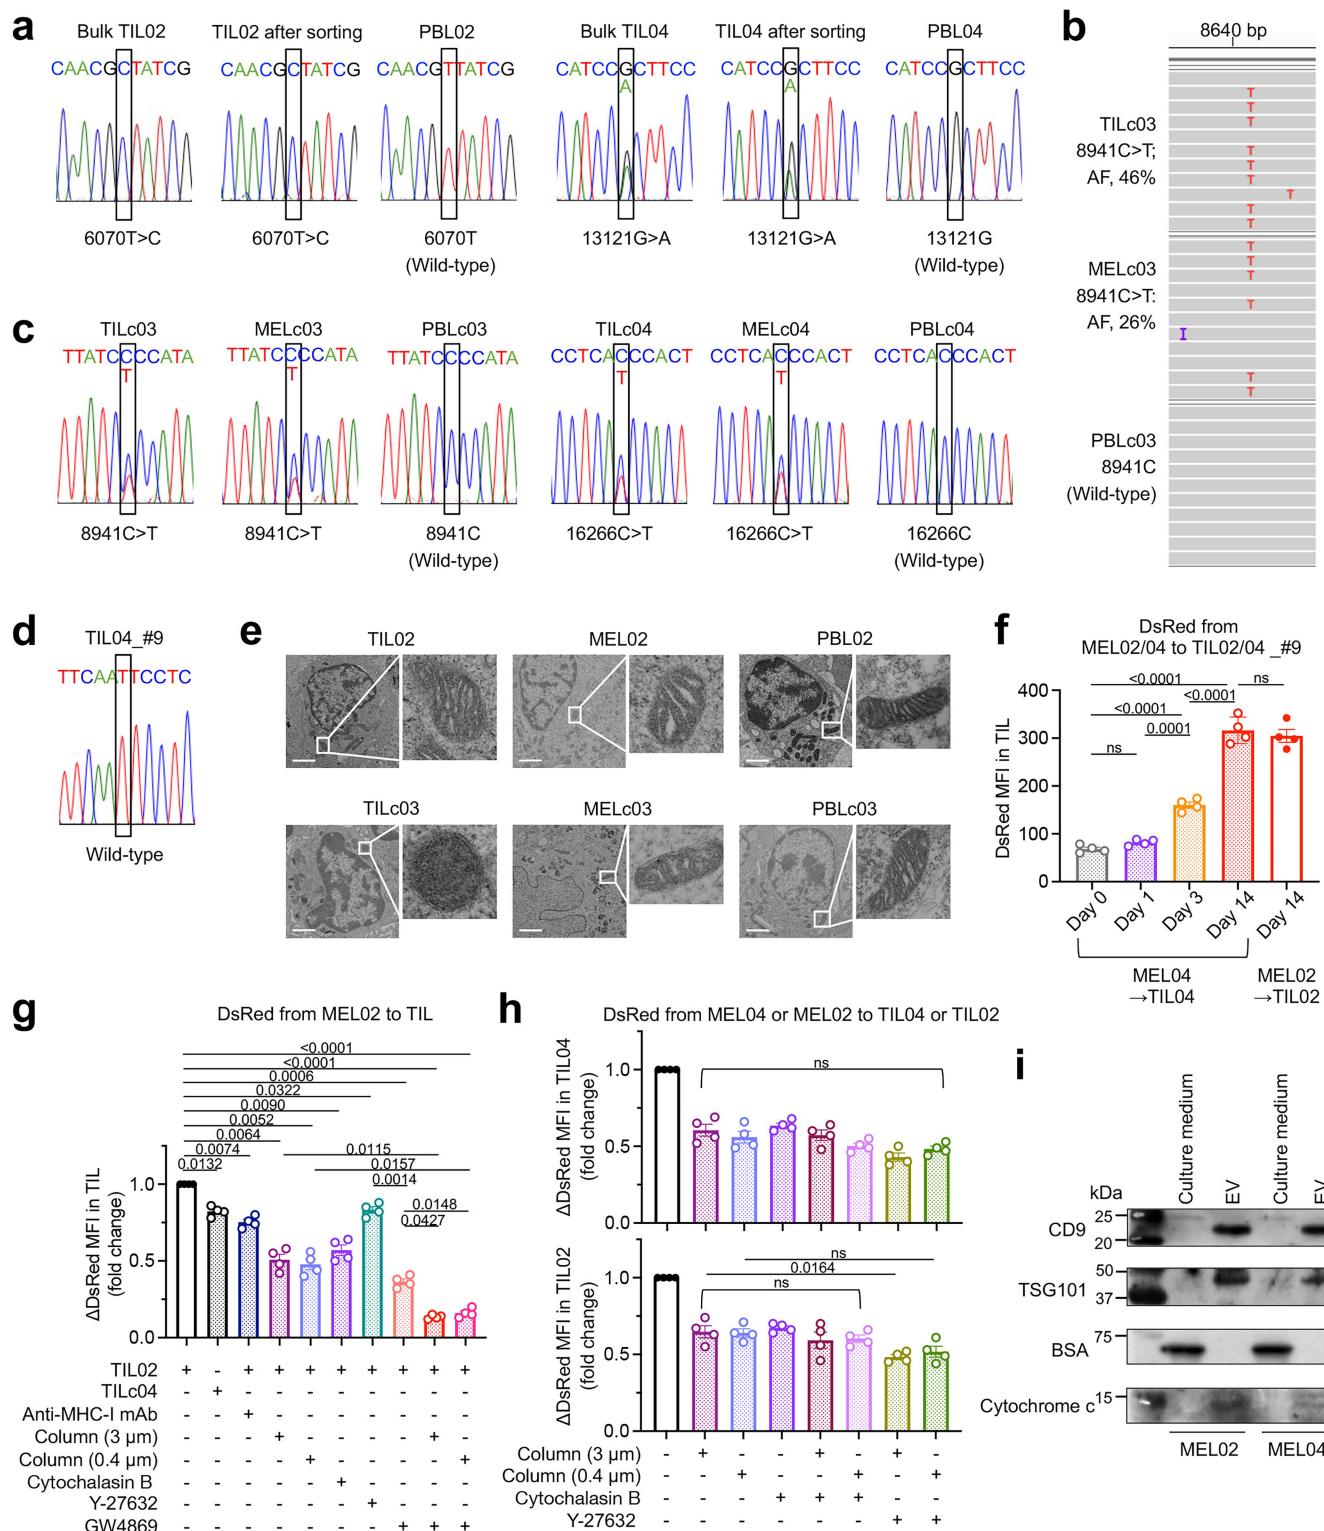 a
Bulk TIL02
TIL02 after sorting
PBL02
Bulk TIL04
TIL04 after sorting
PBL04
CAACGCTATCG
CAACGCTATCG
CAACGTTATCG
CATCCGCTTCC
CATCCGCTTCC
CATCCGCTTCC
A
A
6070T>C
6070T>C
6070T
(Wild-type)
13121G>A
13121G>A
13121G
(Wild-type)
b
8640 bp
TILc03
8941C>T;
AF, 46%
T
T
T
T
T
T
T
T
T
MELc03
8941C>T:
AF, 26%
T
T
T
T
I
T
T
PBLc03
8941C
(Wild-type)
c
TILc03
MELc03
PBLc03
TILc04
MELc04
PBLc04
TTATCCCCATA
TTATCCCCATA
TTATCCCCATA
CCTCACCCACT
CCTCACCCACT
CCTCACCCACT
T
T
T
T
8941C>T
8941C>T
8941C
(Wild-type)
16266C>T
16266C>T
16266C
(Wild-type)
d
TIL04_#9
TTCAATTCCTC
Wild-type
e
TIL02
MEL02
PBL02
TILc03
MELc03
PBLc03
f
DsRed from
MEL02/04 to TIL02/04 _#9
<0.0001
ns
<0.0001
<0.0001
0.0001
ns
DsRed MFI in TIL
400
300
200
100
0
Day 0
Day 1
Day 3
Day 14
Day 14
MEL04
→TIL04
MEL02
→TIL02
g
DsRed from MEL02 to TIL
<0.0001
<0.0001
0.0006
0.0322
0.0090
0.0052
0.0064
0.0074
0.0132
0.0115
0.0157
0.0014
0.0148
0.0427
ΔDsRed MFI in TIL
(fold change)
1.0
0.5
0.0
TIL02 + - + + + + + + + +
TILc04 - + - - - - - - - -
Anti-MHC-I mAb - - + - - - - - - -
Column (3 μm) - - - + - - - - + -
Column (0.4 μm) - - - - + - - - - +
Cytochalasin B - - - - - + - - - -
Y-27632 - - - - - - + - - -
GW4869 - - - - - - - + + +
h
DsRed from MEL04 or MEL02 to TIL04 or TIL02
ΔDsRed MFI in TIL04
(fold change)
1.0
0.5
0.0
ns
ΔDsRed MFI in TIL02
(fold change)
1.0
0.5
0.0
ns
0.0164
ns
Column (3 μm) - + - - + - + -
Column (0.4 μm) - - + - - + - +
Cytochalasin B - - - + + + - -
Y-27632 - - - - - - + +
i
Culture medium
EV
Culture medium
EV
kDa
CD9
25
20
TSG101
50
37
BSA
75
Cytochrome c
15
MEL02
MEL04